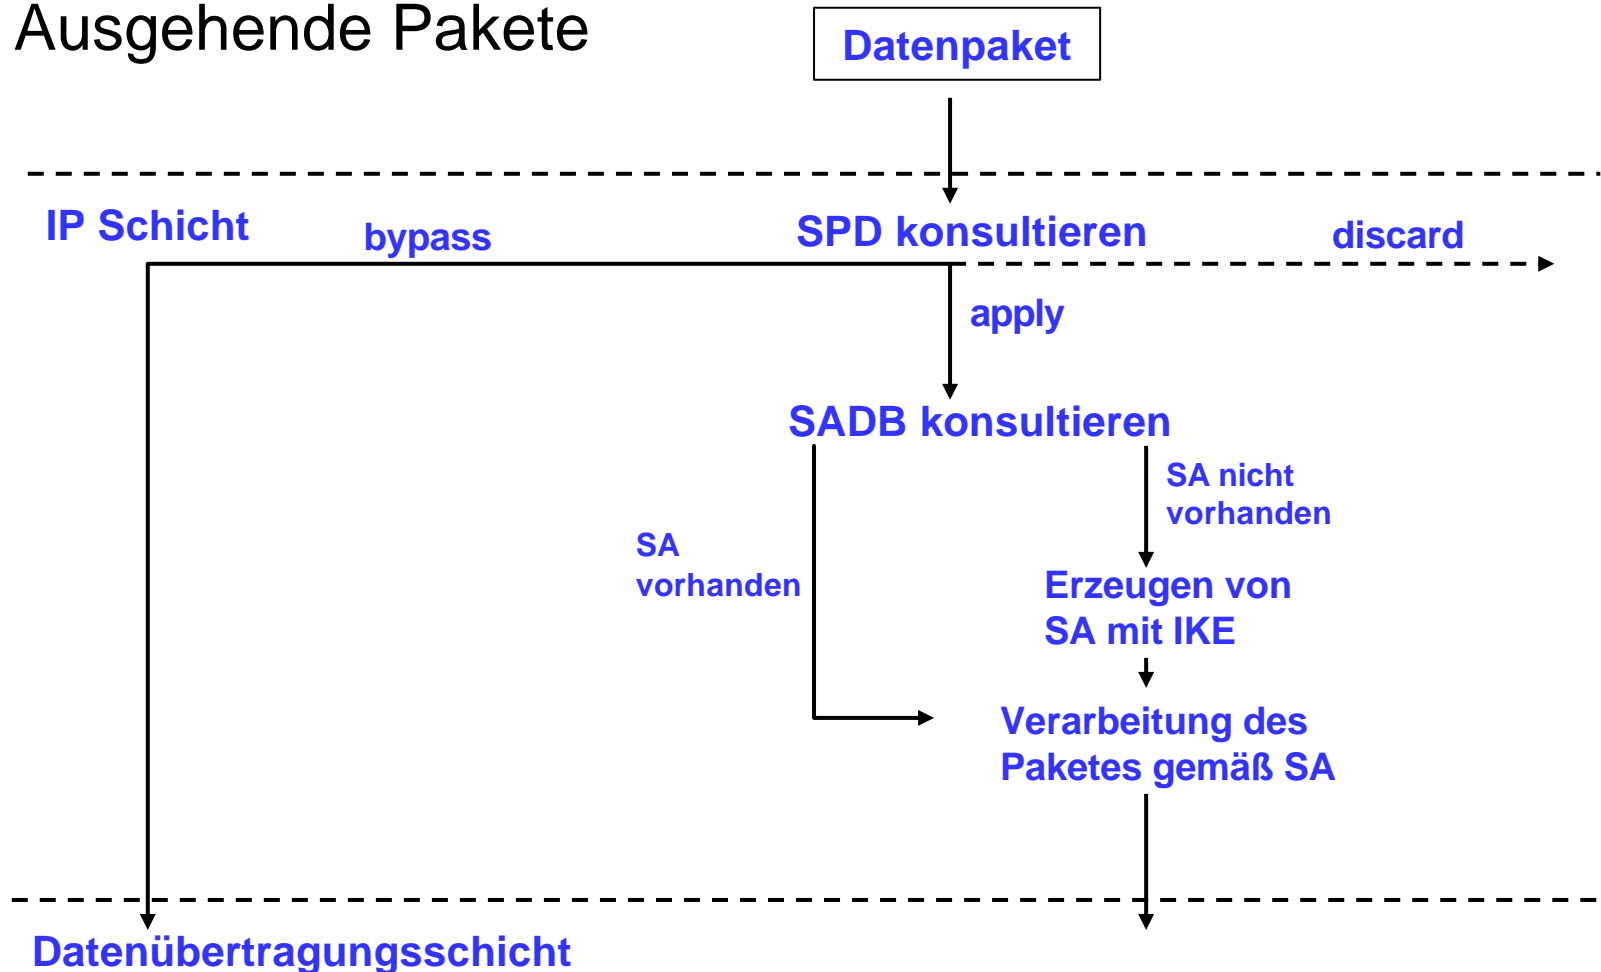 Ausgehende Pakete
Datenpaket
IP Schicht
bypass
SPD konsultieren
discard
apply
SADB konsultieren
SA nicht
vorhanden
SA
vorhanden
Erzeugen von
SA mit IKE
Verarbeitung des
Paketes gemäß SA
Datenübertragungsschicht